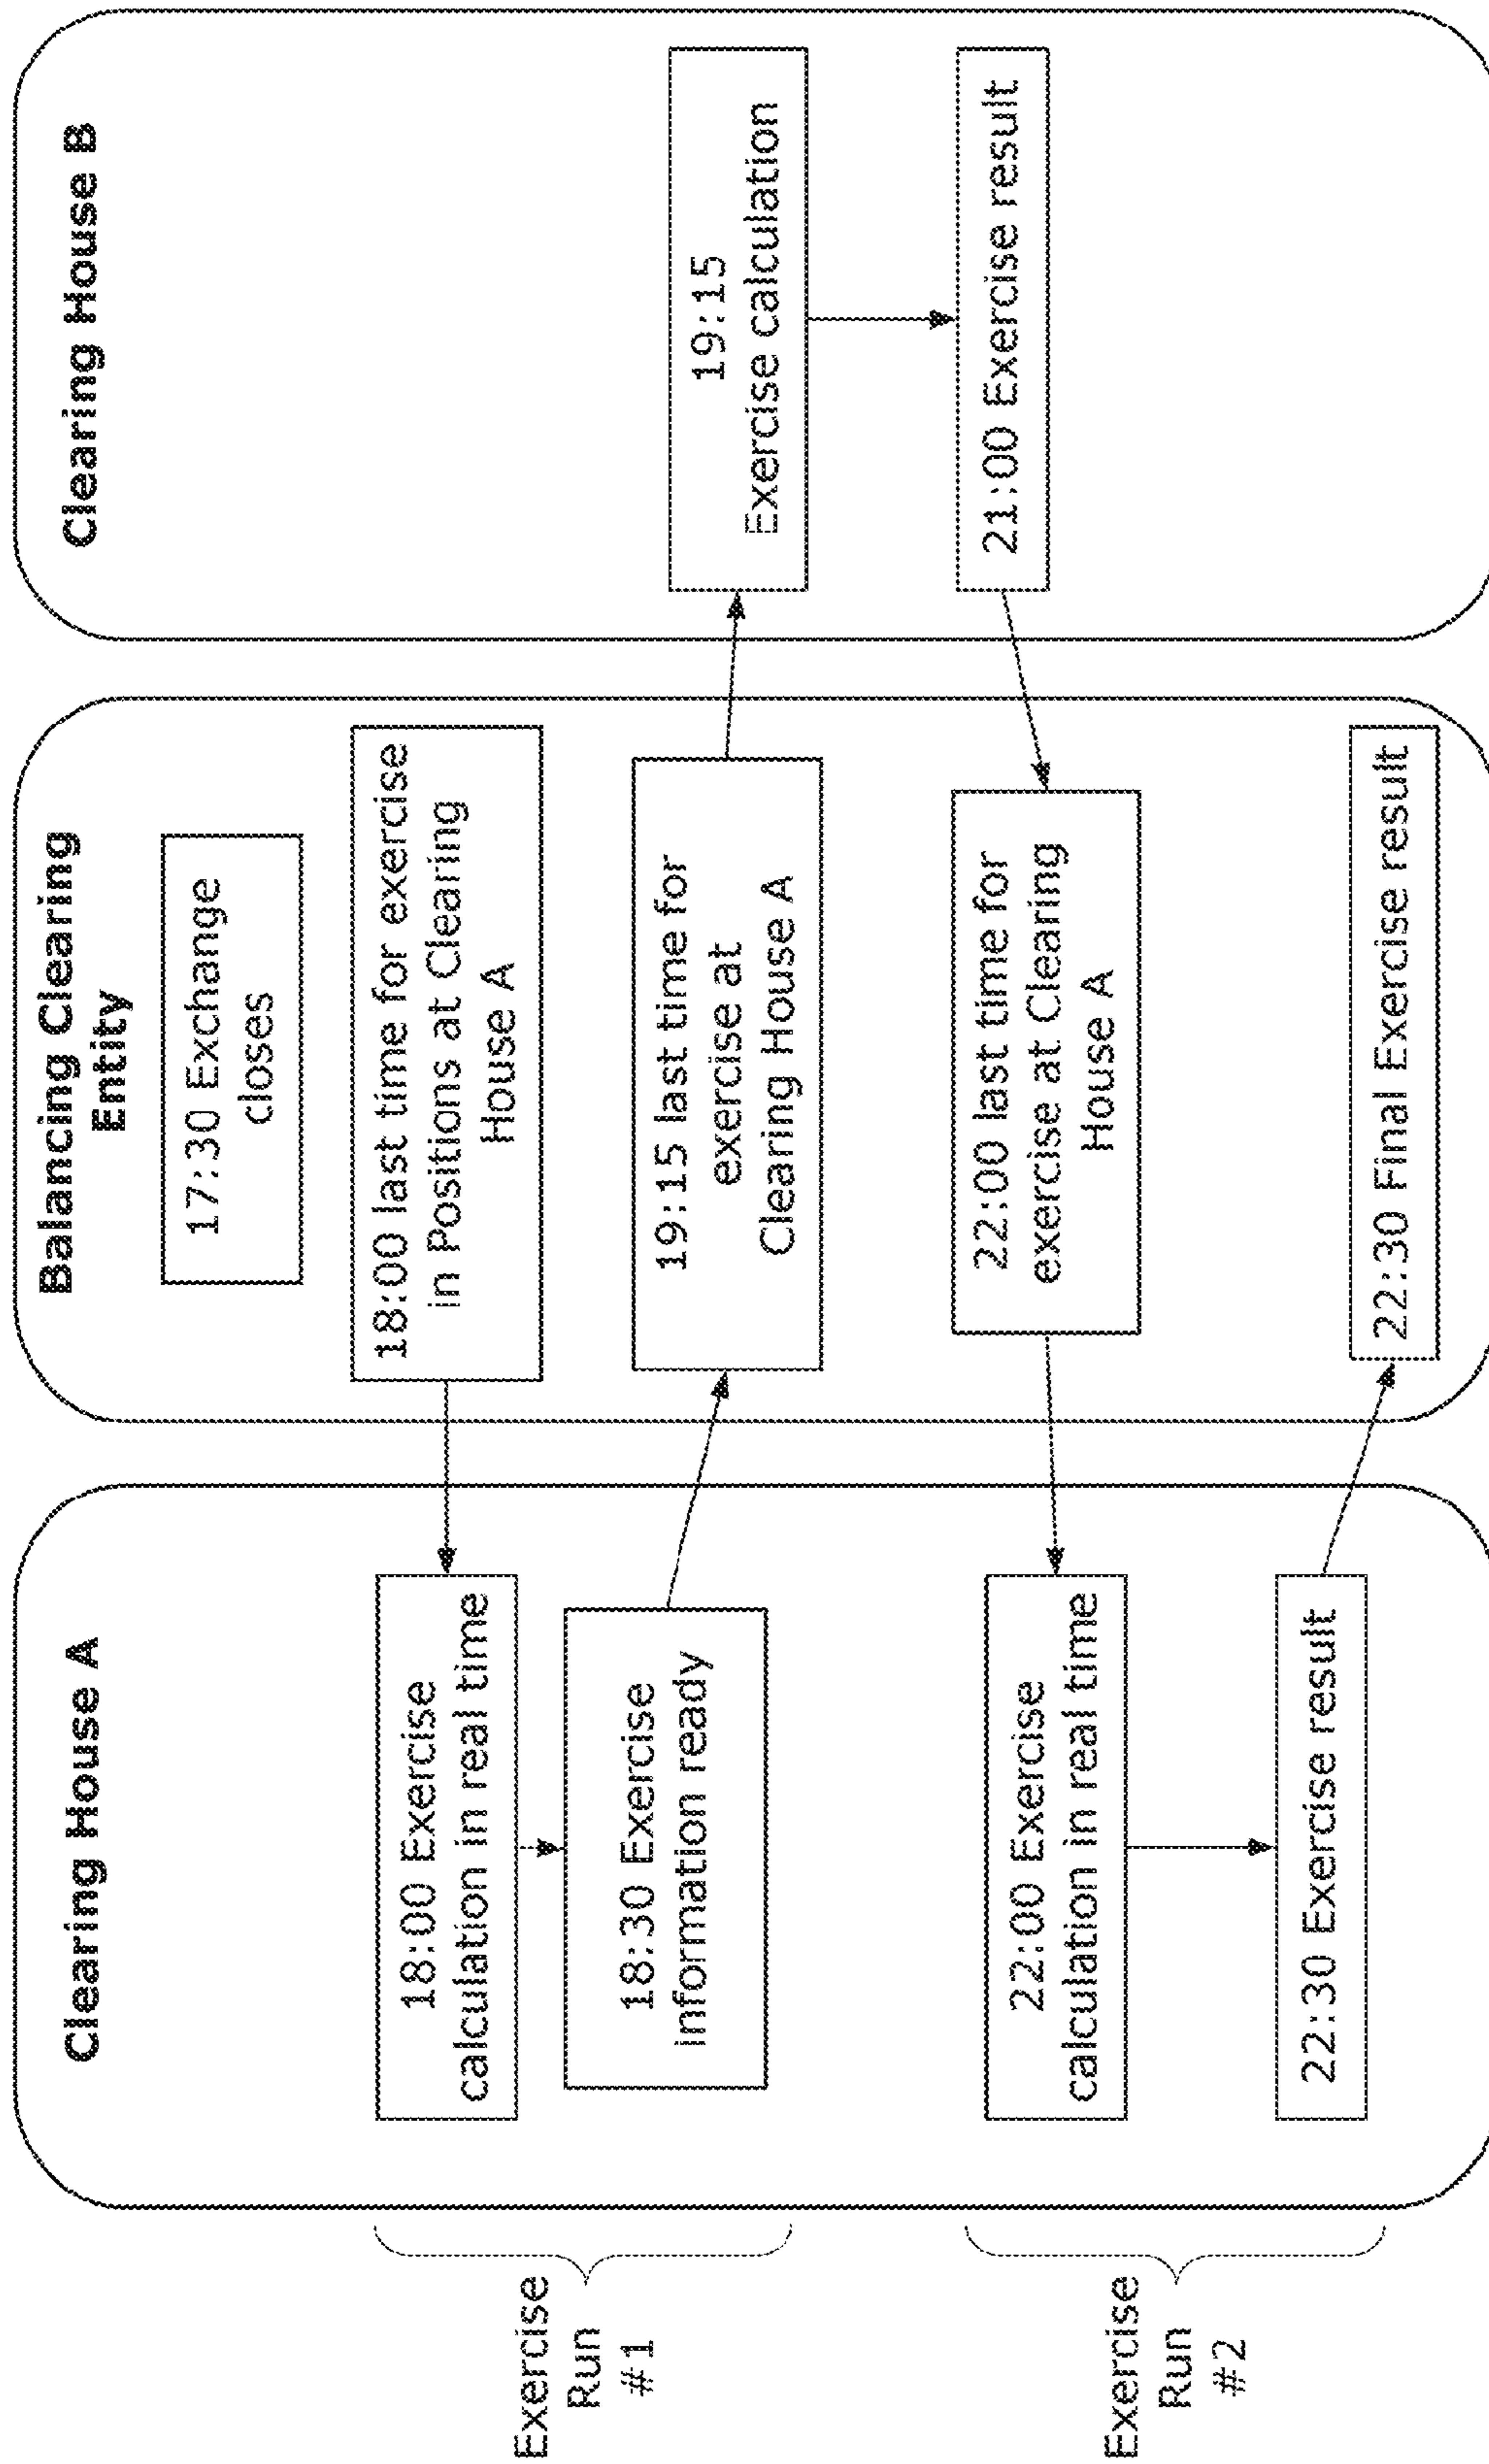 Clearing House A
Exercise
Run
#1
18:00 Exercise
calculation in real time
18:30 Exercise
information ready
Exercise
Run
#2
22:00 Exercise
calculation in real time
22:30 Exercise result
Balancing Clearing
Entity
17:30 Exchange
closes
18:00 last time for exercise
in Positions at Clearing
House A
19:15 last time for
exercise at
Clearing House A
22:00 last time for
exercise at Clearing
House A
22:30 Final Exercise result
Clearing House B
19:15
Exercise calculation
21:00 Exercise result